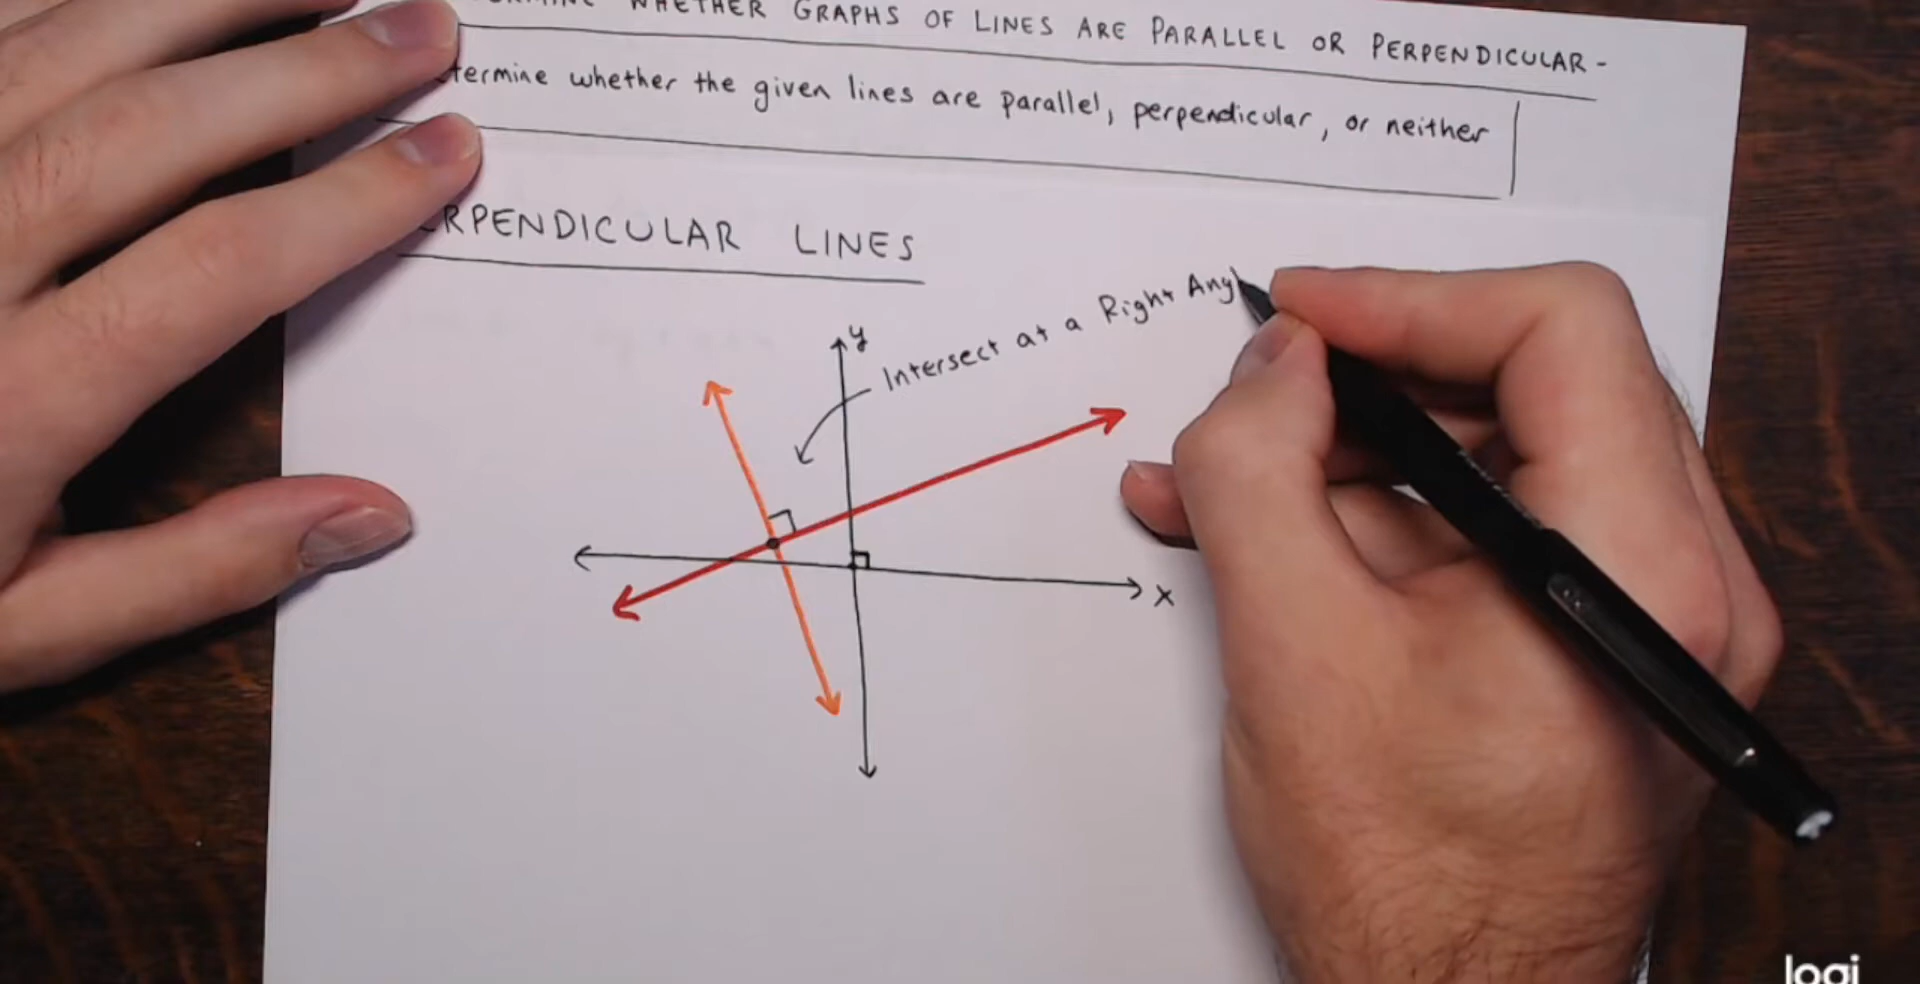 WHETHER GRAPHS OF LINES ARE PARALLEL OR PERPENDICULAR -
termine whether the given lines are parallel, perpendicular, or neither
RPENDICULAR LINES
Intersect at a Right Ang
y
x
logi